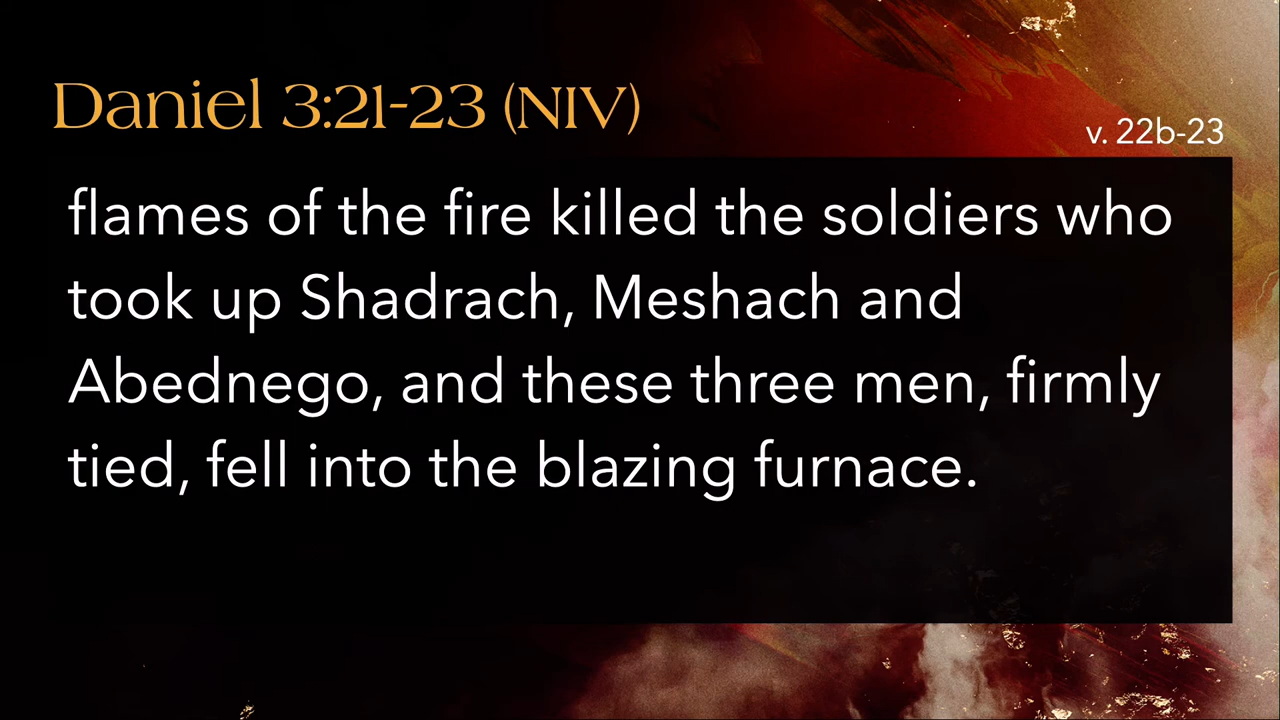 Daniel 3:21-23 (NIV)
v. 22b-23
flames of the fire killed the soldiers who
took up Shadrach, Meshach and
Abednego, and these three men, firmly
tied, fell into the blazing furnace.